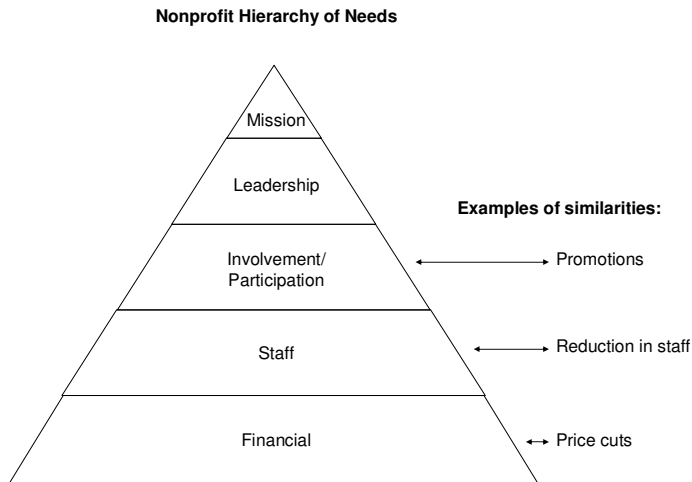 Nonprofit Hierarchy of Needs
Mission
Leadership
Examples of similarities:
Involvement/
Participation
Promotions
Staff
Reduction in staff
Financial
Price cuts